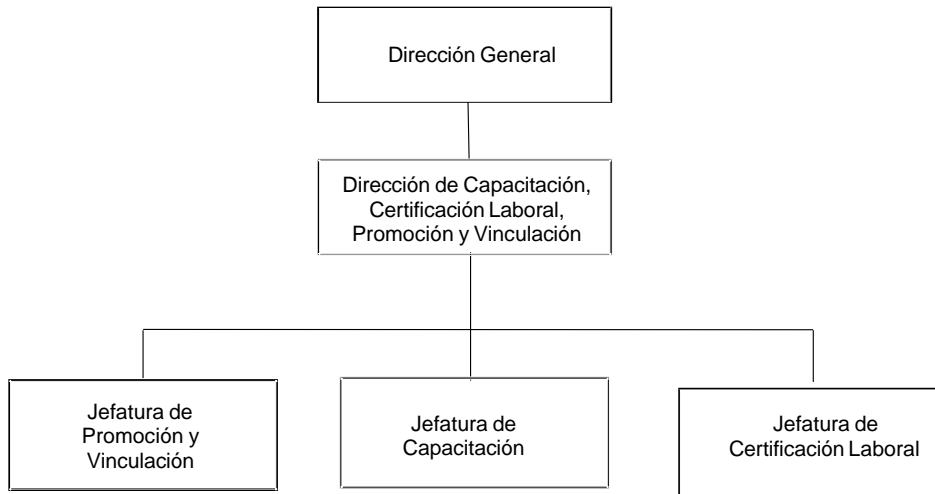 Dirección General
Dirección de Capacitación,
Certificación Laboral,
Promoción y Vinculación
Jefatura de
Promoción y
Vinculación
Jefatura de
Capacitación
Jefatura de
Certificación Laboral